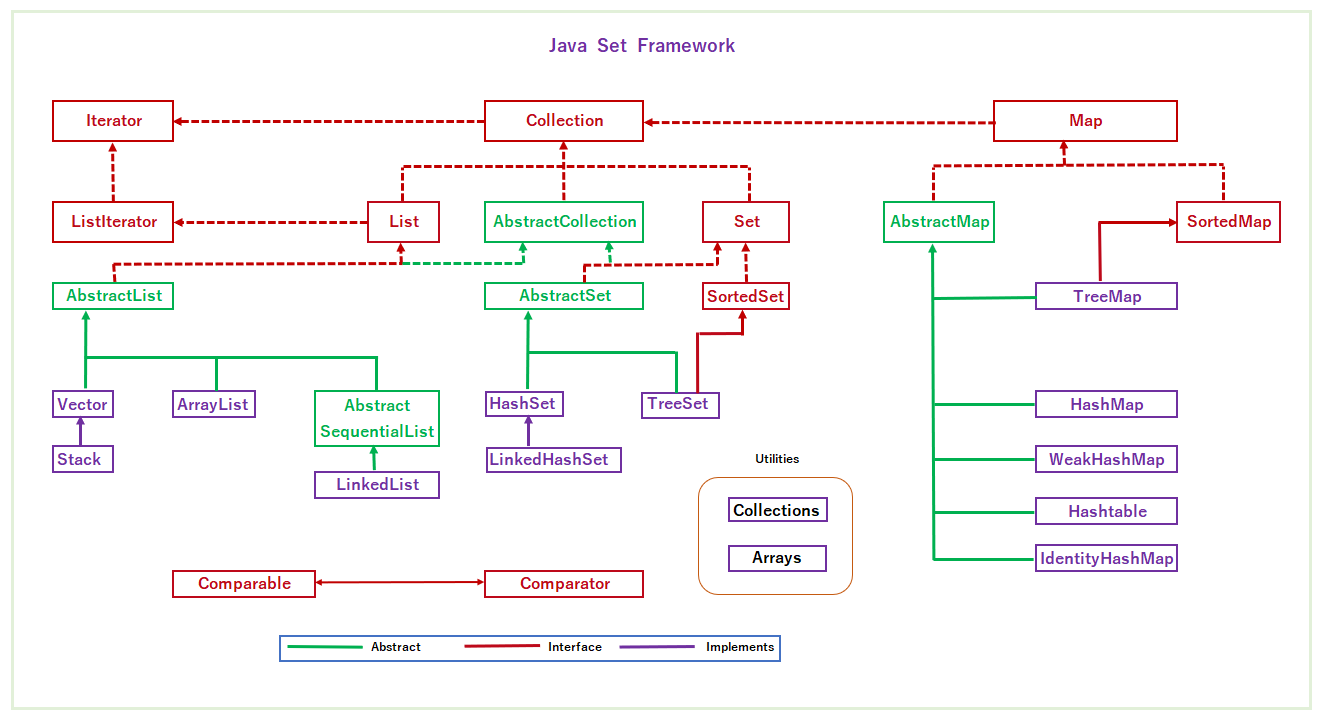 Java Set Framework
Iterator
Collection
Map
ListIterator
List
AbstractCollection
Set
AbstractMap
SortedMap
AbstractList
AbstractSet
SortedSet
TreeMap
Vector
ArrayList
Abstract
SequentialList
HashSet
TreeSet
HashMap
Stack
LinkedList
LinkedHashSet
Utilities
WeakHashMap
Collections
Hashtable
Arrays
IdentityHashMap
Comparable
Comparator
Abstract
Interface
Implements